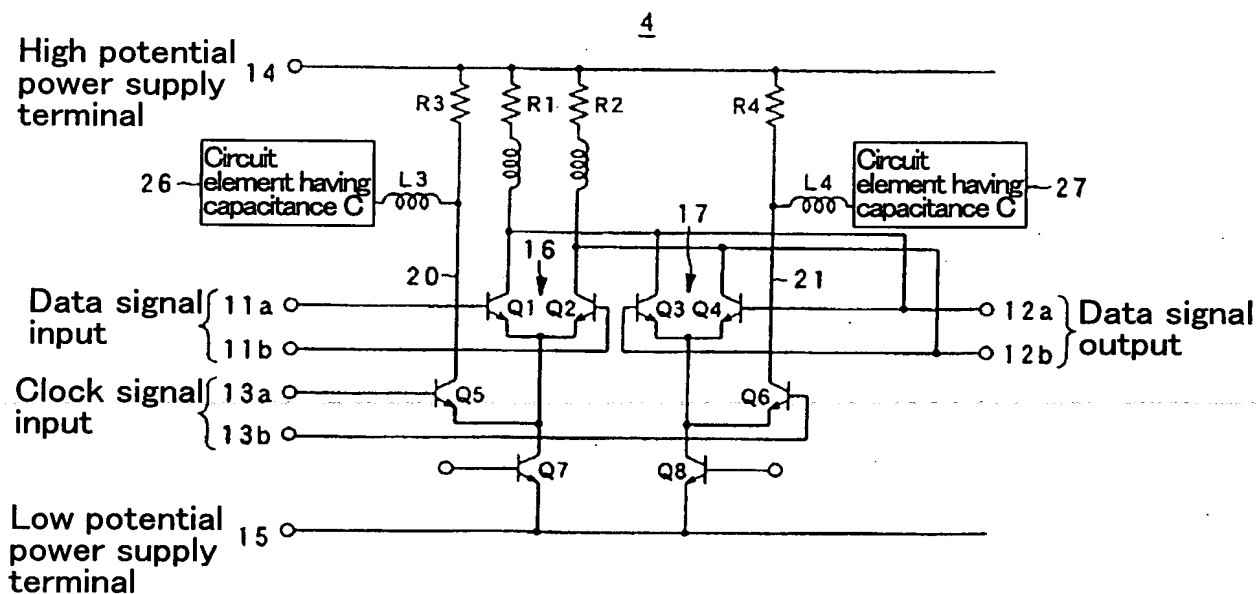 4
High potential
power supply
terminal
14
R3
R1
R2
R4
Circuit
element having
capacitance C
26
L3
L4
Circuit
element having
capacitance C
27
16
17
20
21
Data signal
input
11a
11b
Q1
Q2
Q3
Q4
12a
12b
Data signal
output
Clock signal
input
13a
13b
Q5
Q6
Q7
Q8
Low potential
power supply
terminal
15